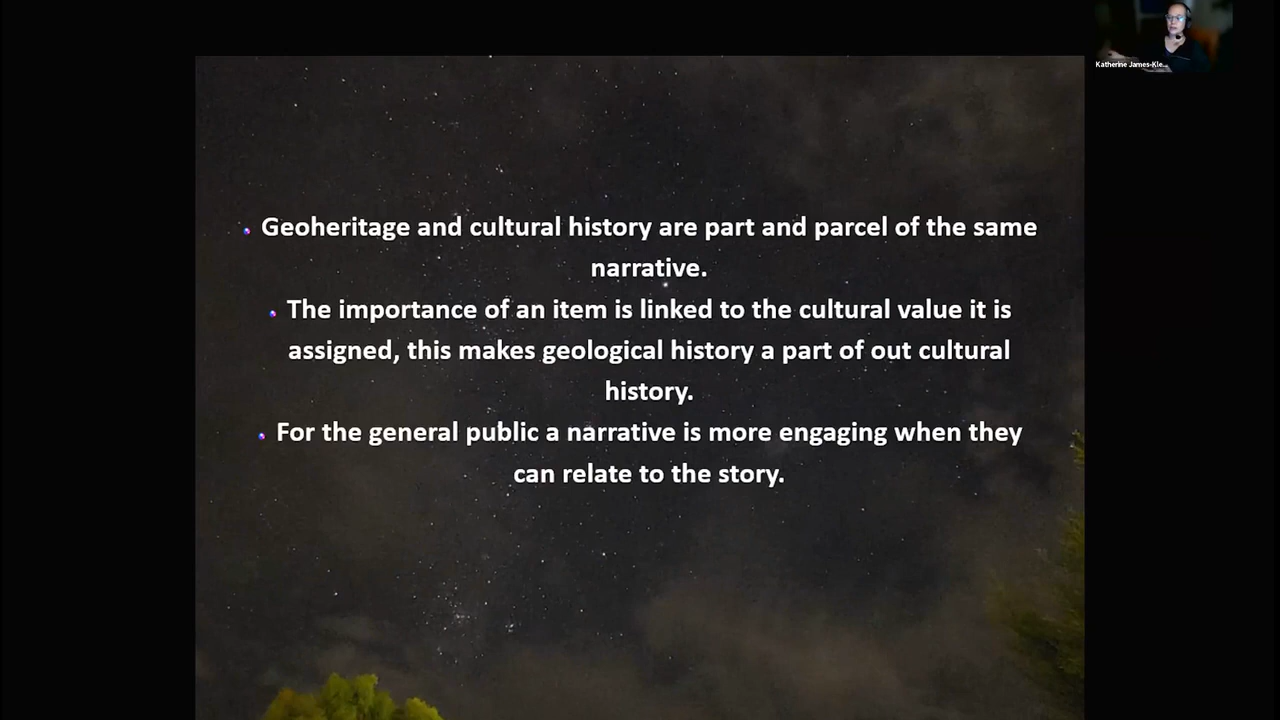 Katherine James-Kle...
Geoheritage and cultural history are part and parcel of the same
narrative.
The importance of an item is linked to the cultural value it is
assigned, this makes geological history a part of out cultural
history.
For the general public a narrative is more engaging when they
can relate to the story.